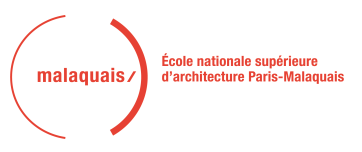 malaquais/
École nationale supérieure
d'architecture Paris-Malaquais